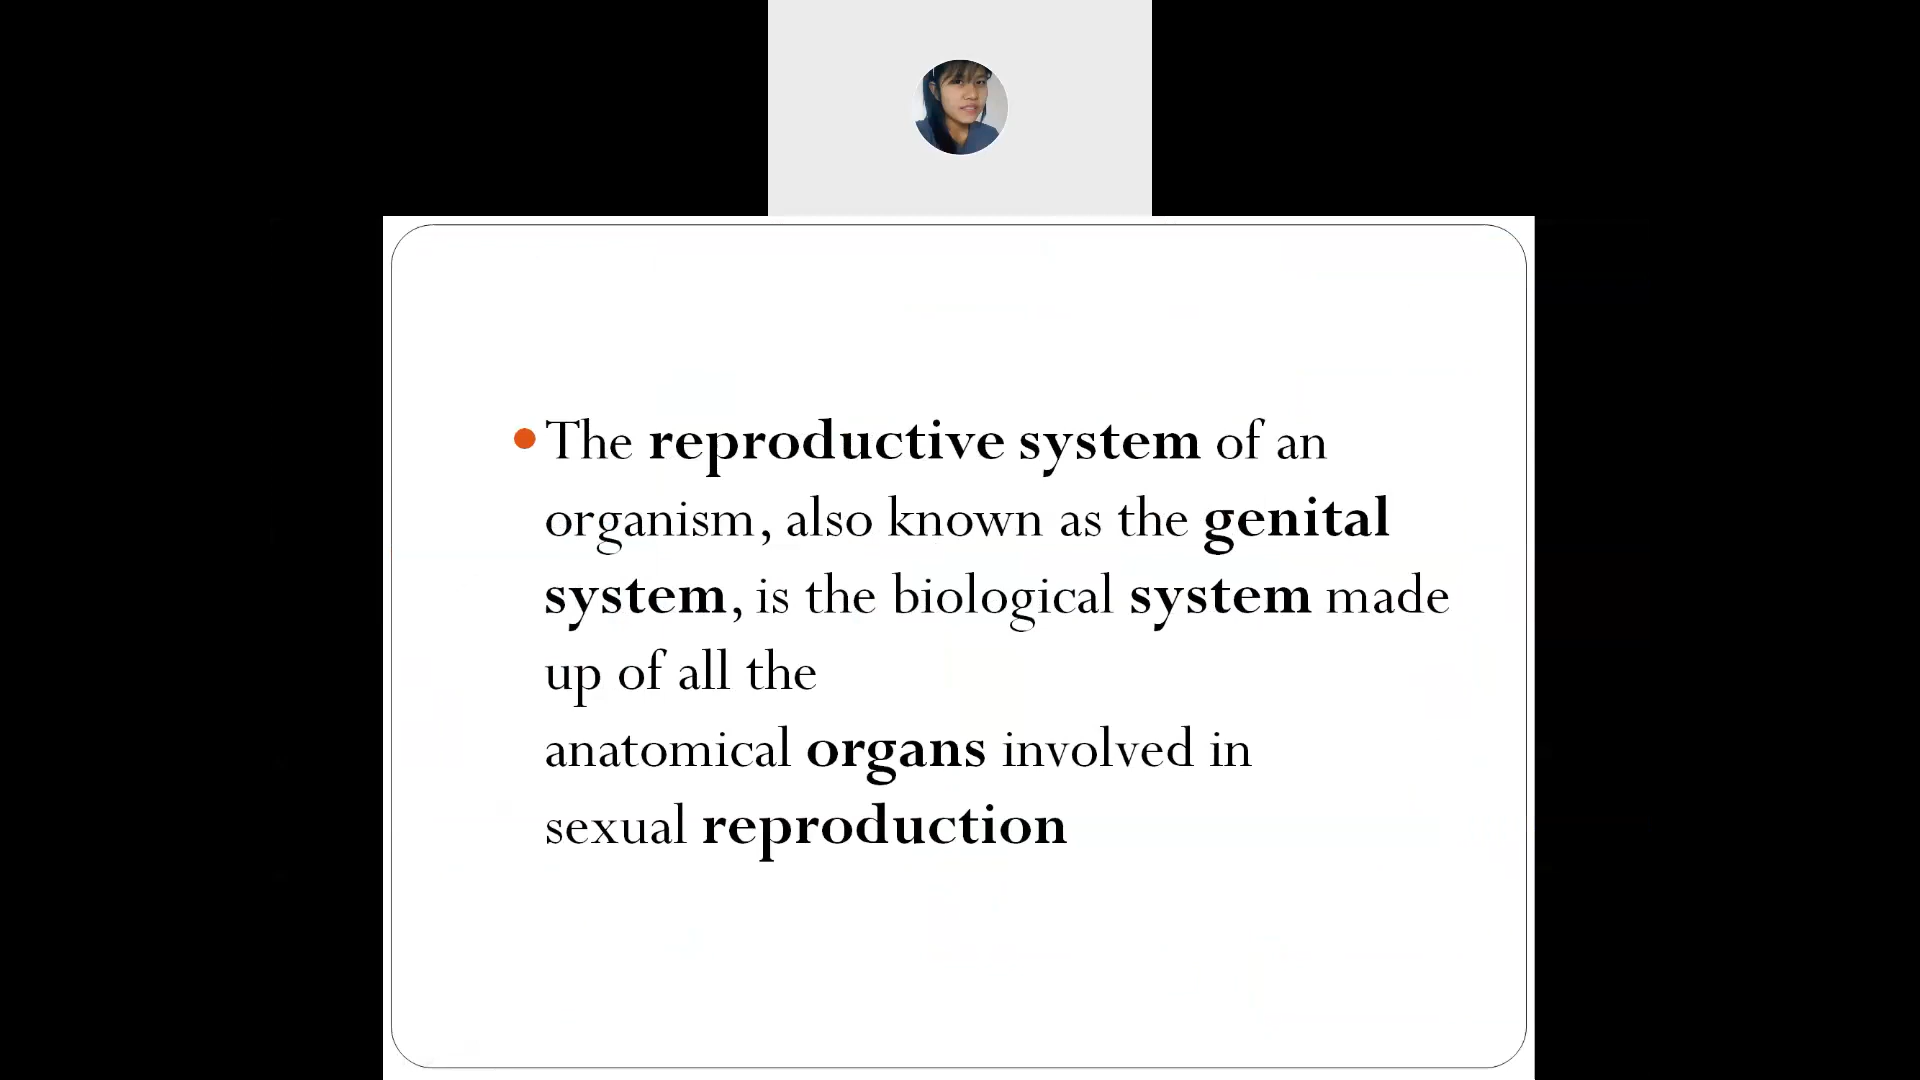 The reproductive system of an
organism, also known as the genital
system, is the biological system made
up of all the
anatomical organs involved in
sexual reproduction